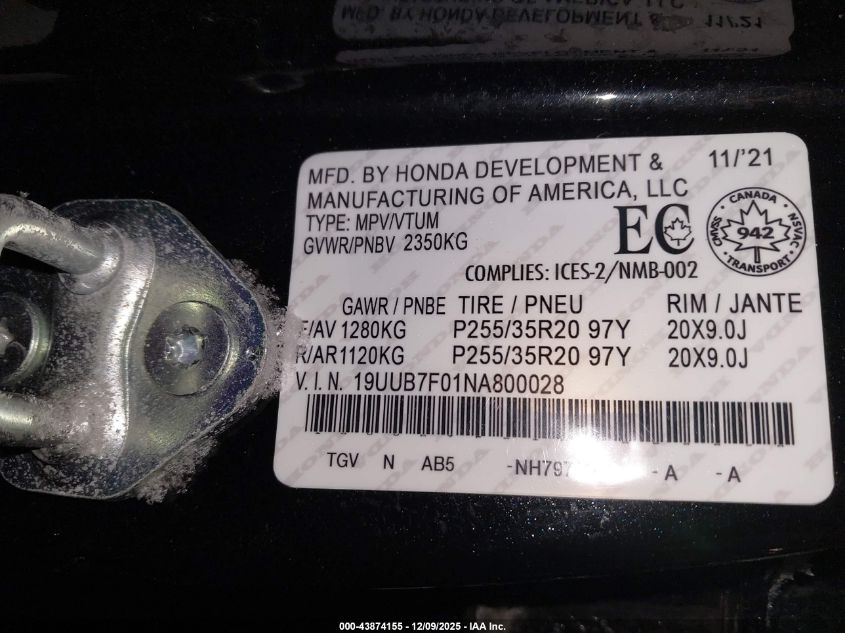 MFD. BY HONDA DEVELOPMENT & 11/'21
MANUFACTURING OF AMERICA, LLC
TYPE: MPV/VTUM
GVWR/PNBV 2350KG
EC
CANADA
942
TRANSPORT
NSVAC
COMPLIES: ICES-2/NMB-002
GAWR / PNBE TIRE / PNEU RIM / JANTE
F/AV 1280KG P255/35R20 97Y 20X9.0J
R/AR1120KG P255/35R20 97Y 20X9.0J
V.I.N. 19UUB7F01NA800028
TGV N AB5 -NH797 -A -A
000-43874155 - 12/09/2025 - IAA Inc.